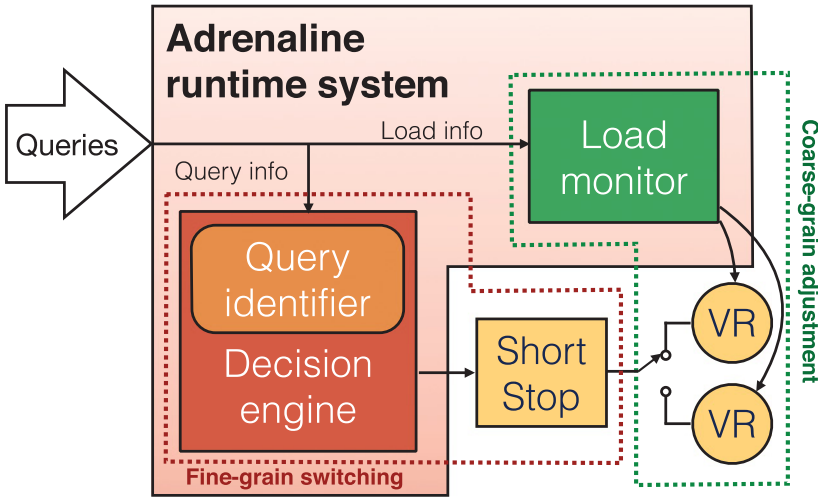 Adrenaline
runtime system
Queries
Load info
Query info
Load
monitor
Coarse-grain adjustment
Query
identifier
Decision
engine
Short
Stop
VR
VR
Fine-grain switching